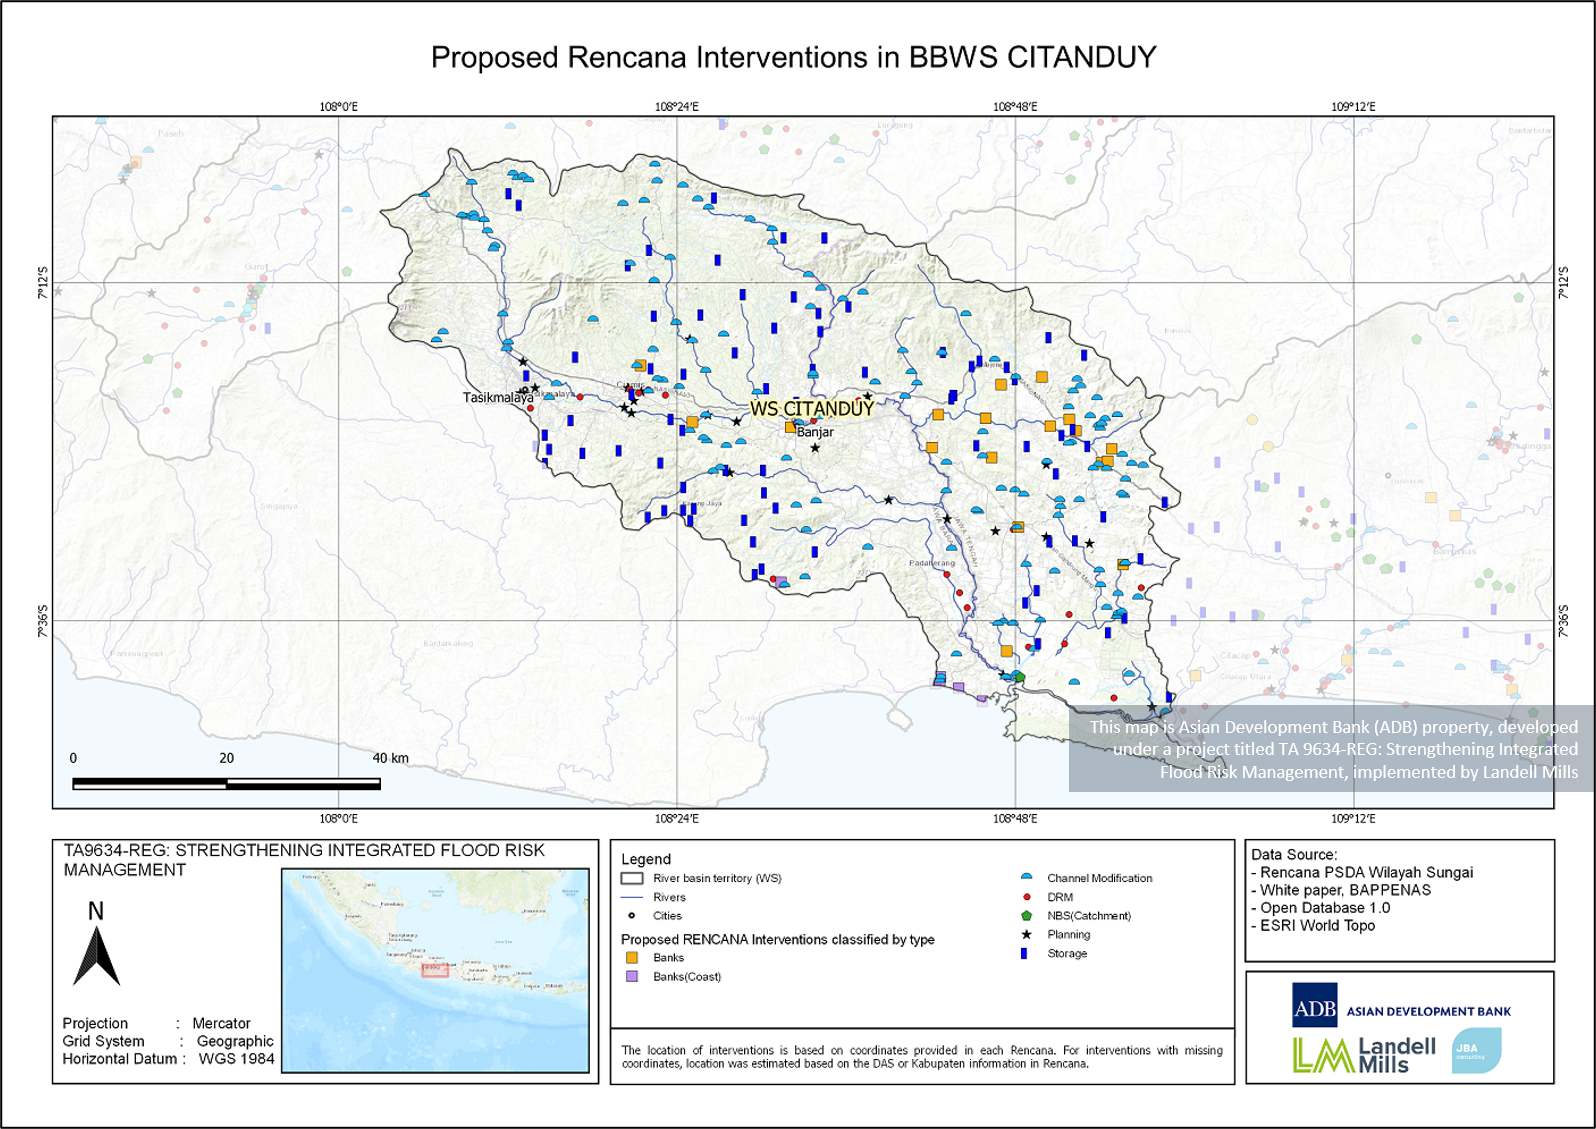 Proposed Rencana Interventions in BBWS CITANDUY
108°0'E
108°24'E
108°48'E
109°12'E
7°12'S
7°12'S
7°36'S
7°36'S
Garut
Tasikmalaya
WS CITANDUY
Banjar
Padaherang
Bantarkalong
Cilacap
0 20 40 km
This map is Asian Development Bank (ADB) property, developed
under a project titled TA 9634-REG: Strengthening Integrated
Flood Risk Management, implemented by Landell Mills
108°0'E
108°24'E
108°48'E
109°12'E
TA9634-REG: STRENGTHENING INTEGRATED FLOOD RISK
MANAGEMENT
N
Projection : Mercator
Grid System : Geographic
Horizontal Datum : WGS 1984
Legend
River basin territory (WS)
Rivers
Cities
Proposed RENCANA Interventions classified by type
Banks
Banks(Coast)
Channel Modification
DRM
NBS(Catchment)
Planning
Storage
The location of interventions is based on coordinates provided in each Rencana. For interventions with missing
coordinates, location was estimated based on the DAS or Kabupaten information in Rencana.
Data Source:
- Rencana PSDA Wilayah Sungai
- White paper, BAPPENAS
- Open Database 1.0
- ESRI World Topo
ADB ASIAN DEVELOPMENT BANK
LM Landell
Mills
JBA
consulting